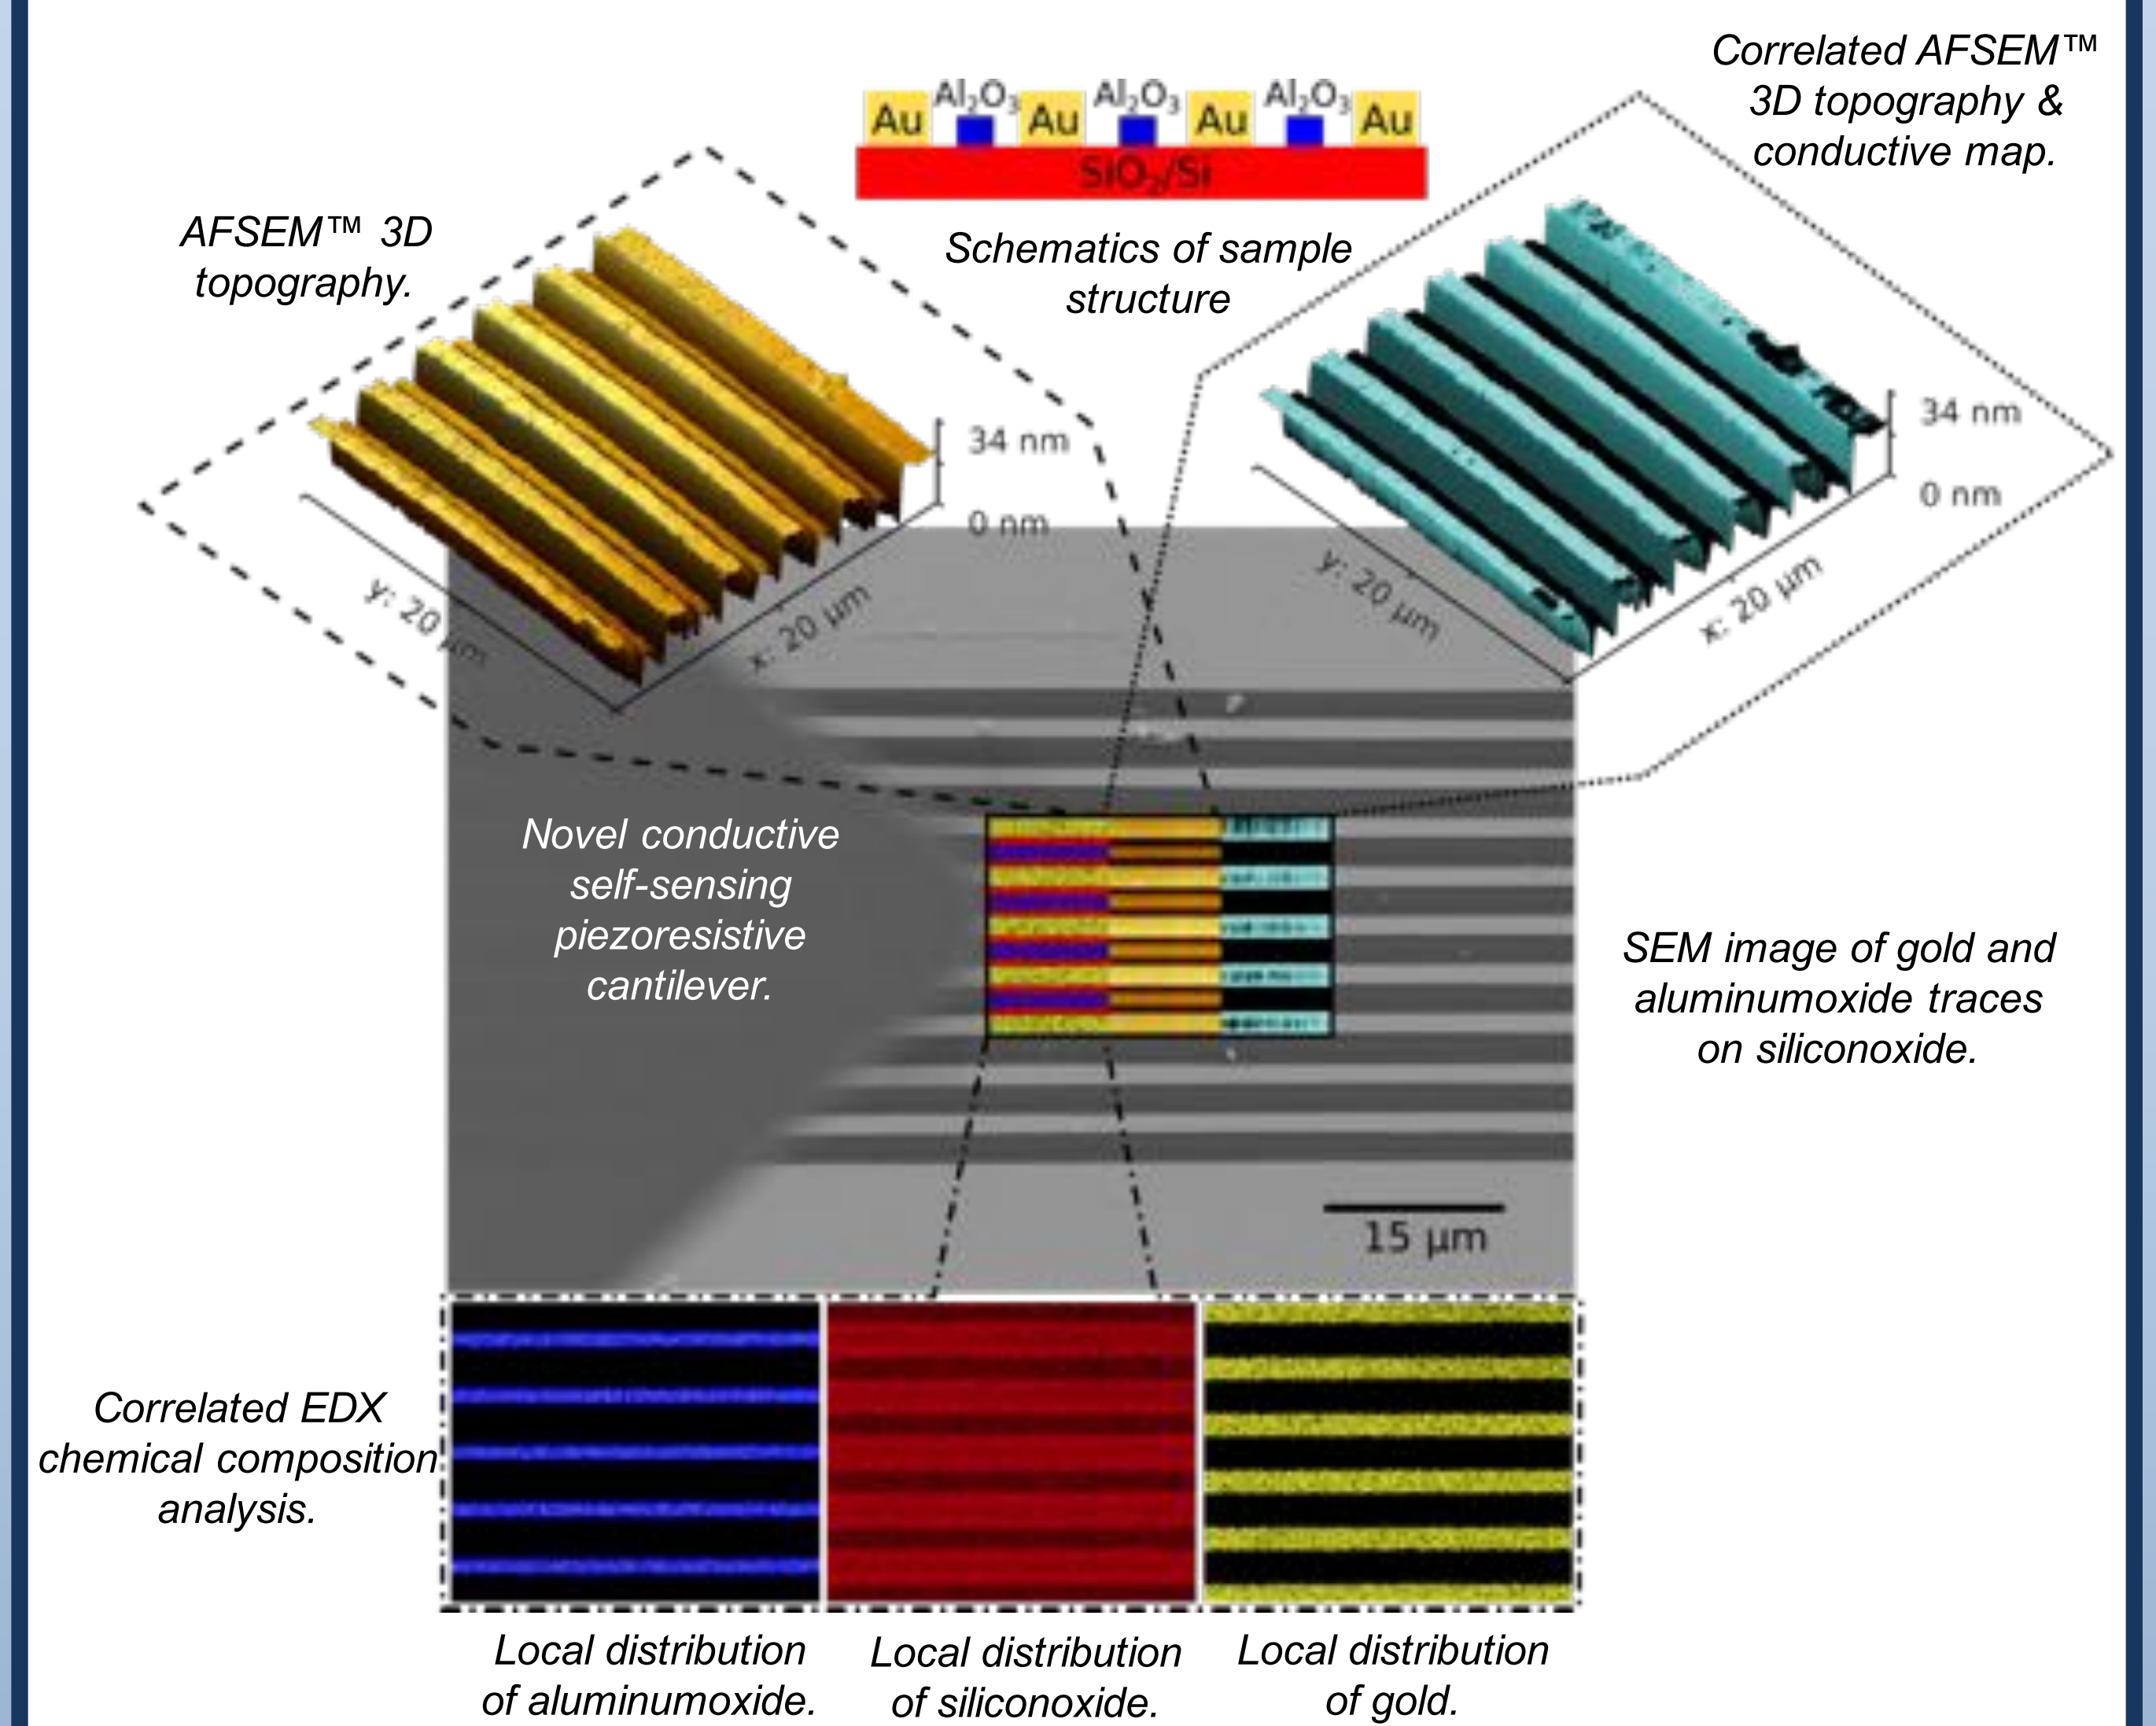 Correlated AFSEM™
3D topography &
conductive map.
Al₂O₃ Al₂O₃ Al₂O₃
Au Au Au Au
SiO₂/Si
Schematics of sample
structure
AFSEM™ 3D
topography.
34 nm
0 nm
y: 20 µm
x: 20 µm
34 nm
0 nm
y: 20 µm
x: 20 µm
Novel conductive
self-sensing
piezoresistive
cantilever.
SEM image of gold and
aluminumoxide traces
on siliconoxide.
15 µm
Correlated EDX
chemical composition
analysis.
Local distribution
of aluminumoxide.
Local distribution
of siliconoxide.
Local distribution
of gold.